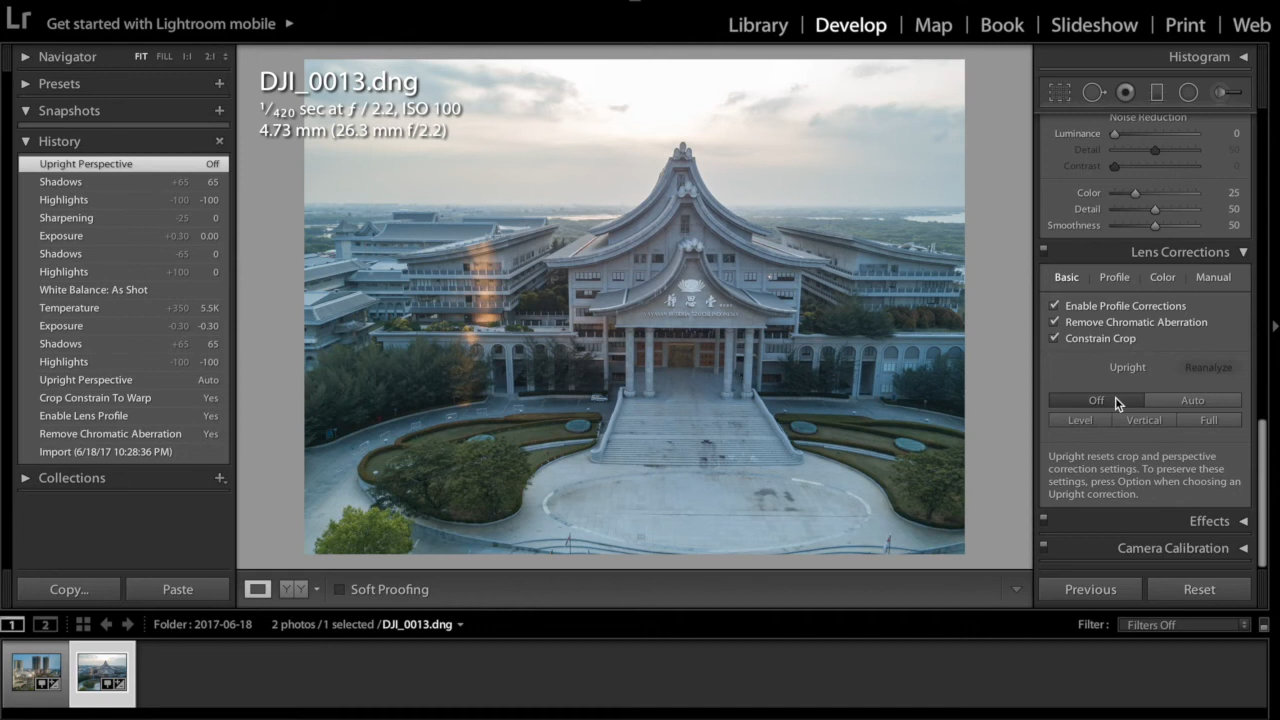 Lr Get started with Lightroom mobile
Library | Develop | Map | Book | Slideshow | Print | Web
Navigator FIT FILL 1:1 2:1
Presets
Snapshots
History
Upright Perspective Off
Shadows +65 65
Highlights -100 -100
Sharpening -25 0
Exposure +0.30 0.00
Shadows -65 0
Highlights +100 0
White Balance: As Shot
Temperature +350 5.5K
Exposure -0.30 -0.30
Shadows +65 65
Highlights -100 -100
Upright Perspective Auto
Crop Constrain To Warp Yes
Enable Lens Profile Yes
Remove Chromatic Aberration Yes
Import (6/18/17 10:28:36 PM)
Collections
Copy... Paste
DJI_0013.dng
1/420 sec at ƒ / 2.2, ISO 100
4.73 mm (26.3 mm f/2.2)
靜思堂
Soft Proofing
Histogram
Noise Reduction
Luminance 0
Detail 50
Contrast 0
Color 25
Detail 50
Smoothness 50
Lens Corrections
Basic Profile Color Manual
Enable Profile Corrections
Remove Chromatic Aberration
Constrain Crop
Upright Reanalyze
Off Auto
Level Vertical Full
Upright resets crop and perspective
correction settings. To preserve these
settings, press Option when choosing an
Upright correction.
Effects
Camera Calibration
Previous Reset
1 2 Folder : 2017-06-18 2 photos / 1 selected / DJI_0013.dng Filter : Filters Off